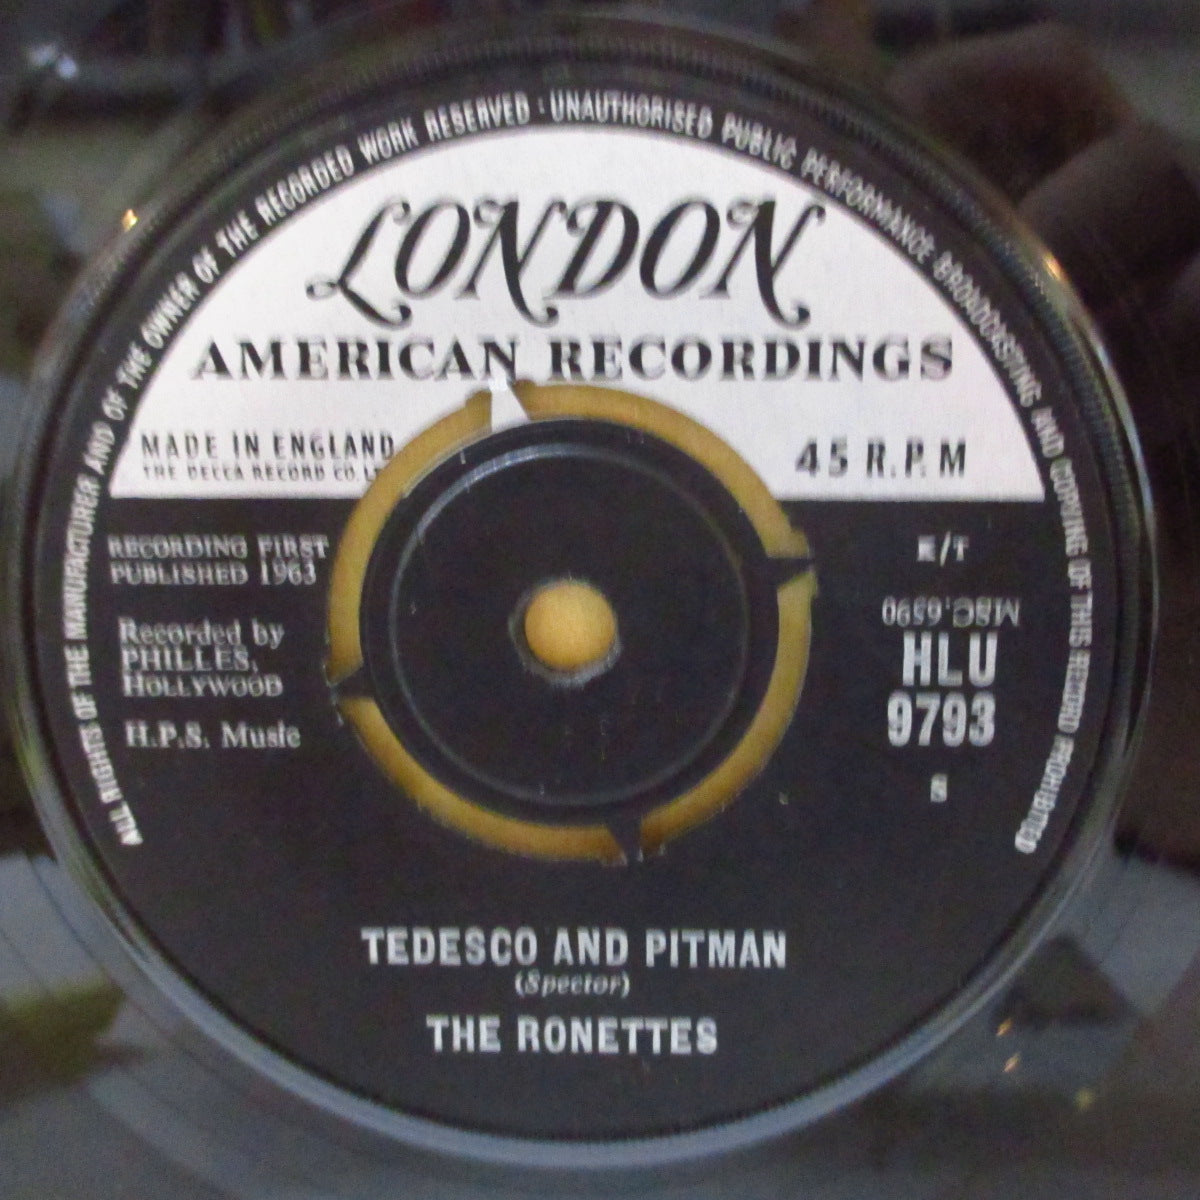 ALL RIGHTS OF THE MANUFACTURER AND OF THE OWNER OF THE RECORDED WORK RESERVED · UNAUTHORISED PUBLIC PERFORMANCE BROADCASTING AND COPYING OF THIS RECORD PROHIBITED
LONDON
AMERICAN RECORDINGS
MADE IN ENGLAND
THE DECCA RECORD CO.
45 R.P.M
RECORDING FIRST
PUBLISHED 1963
K/T
Recorded by
PHILLES,
HOLLYWOOD
MSC.6590
HLU
9793
H.P.S. Music
S
TEDESCO AND PITMAN
(Spector)
THE RONETTES